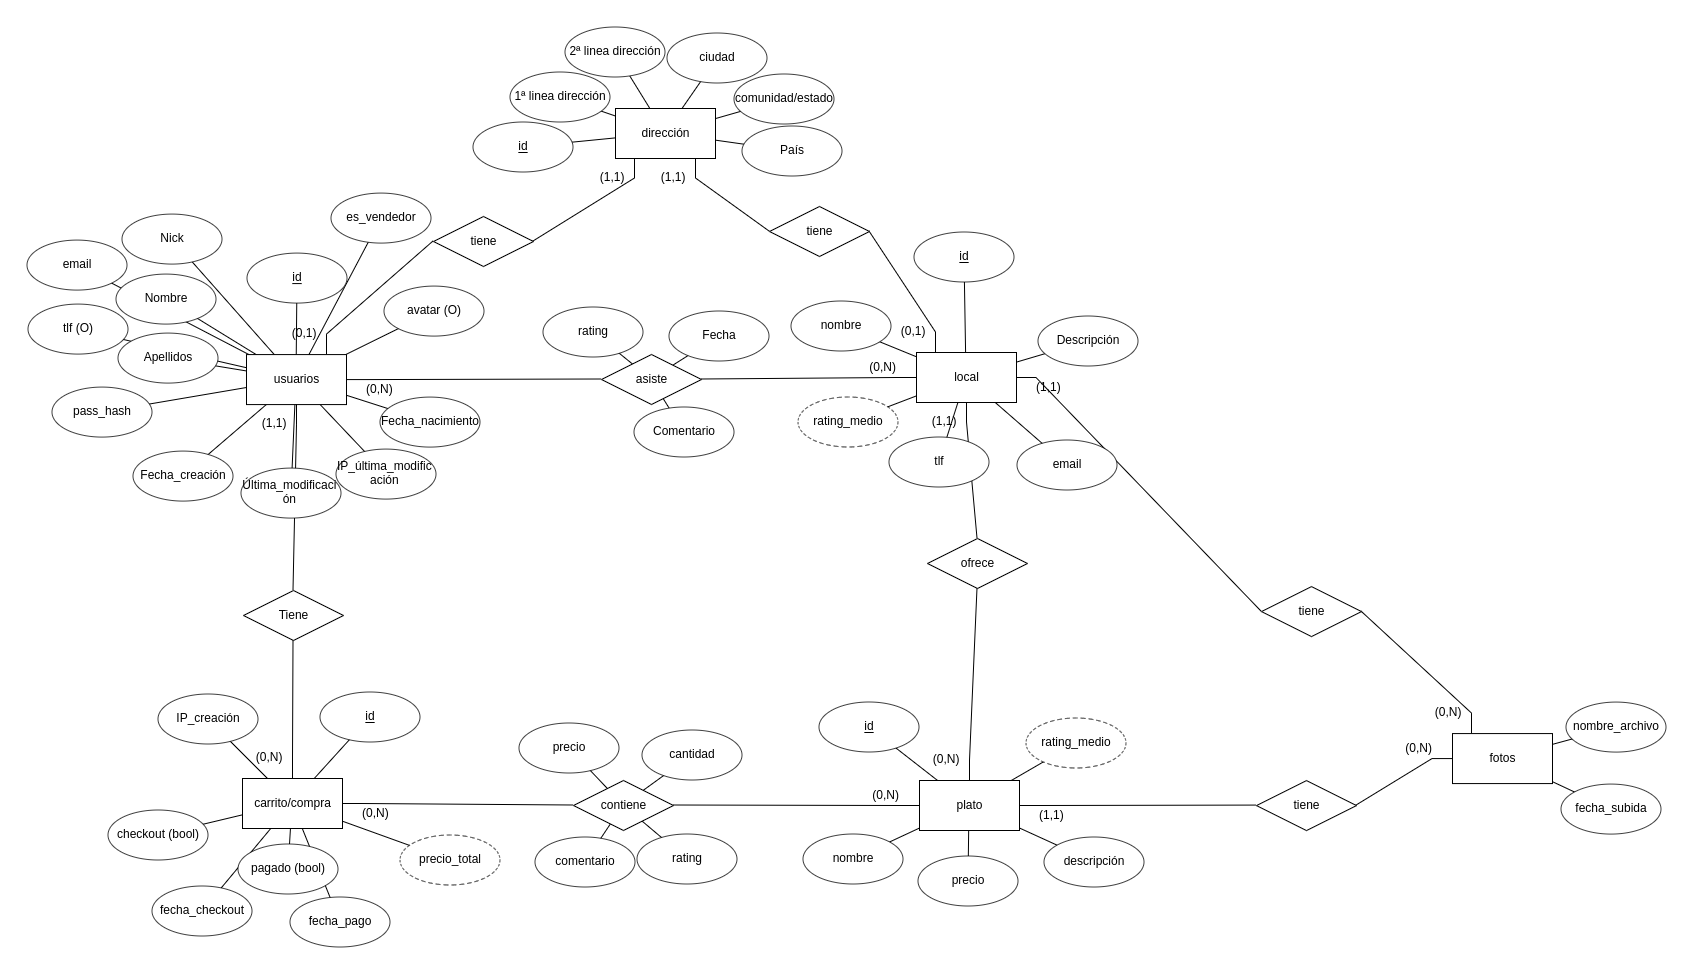 2ª linea dirección
ciudad
1ª linea dirección
comunidad/estado
dirección
id
País
(1,1)
(1,1)
es_vendedor
Nick
tiene
tiene
email
id
id
Nombre
avatar (O)
tlf (O)
(0,1)
rating
Fecha
nombre
(0,1)
Descripción
Apellidos
usuarios
asiste
local
(0,N)
(0,N)
(1,1)
pass_hash
(1,1)
Fecha_nacimiento
Comentario
rating_medio
(1,1)
tlf
email
Fecha_creación
Última_modificaci
ón
IP_última_modific
ación
ofrece
Tiene
tiene
IP_creación
id
id
rating_medio
(0,N)
nombre_archivo
(0,N)
precio
cantidad
(0,N)
(0,N)
fotos
carrito/compra
contiene
(0,N)
plato
tiene
(0,N)
(1,1)
fecha_subida
checkout (bool)
precio_total
comentario
rating
nombre
descripción
pagado (bool)
precio
fecha_checkout
fecha_pago